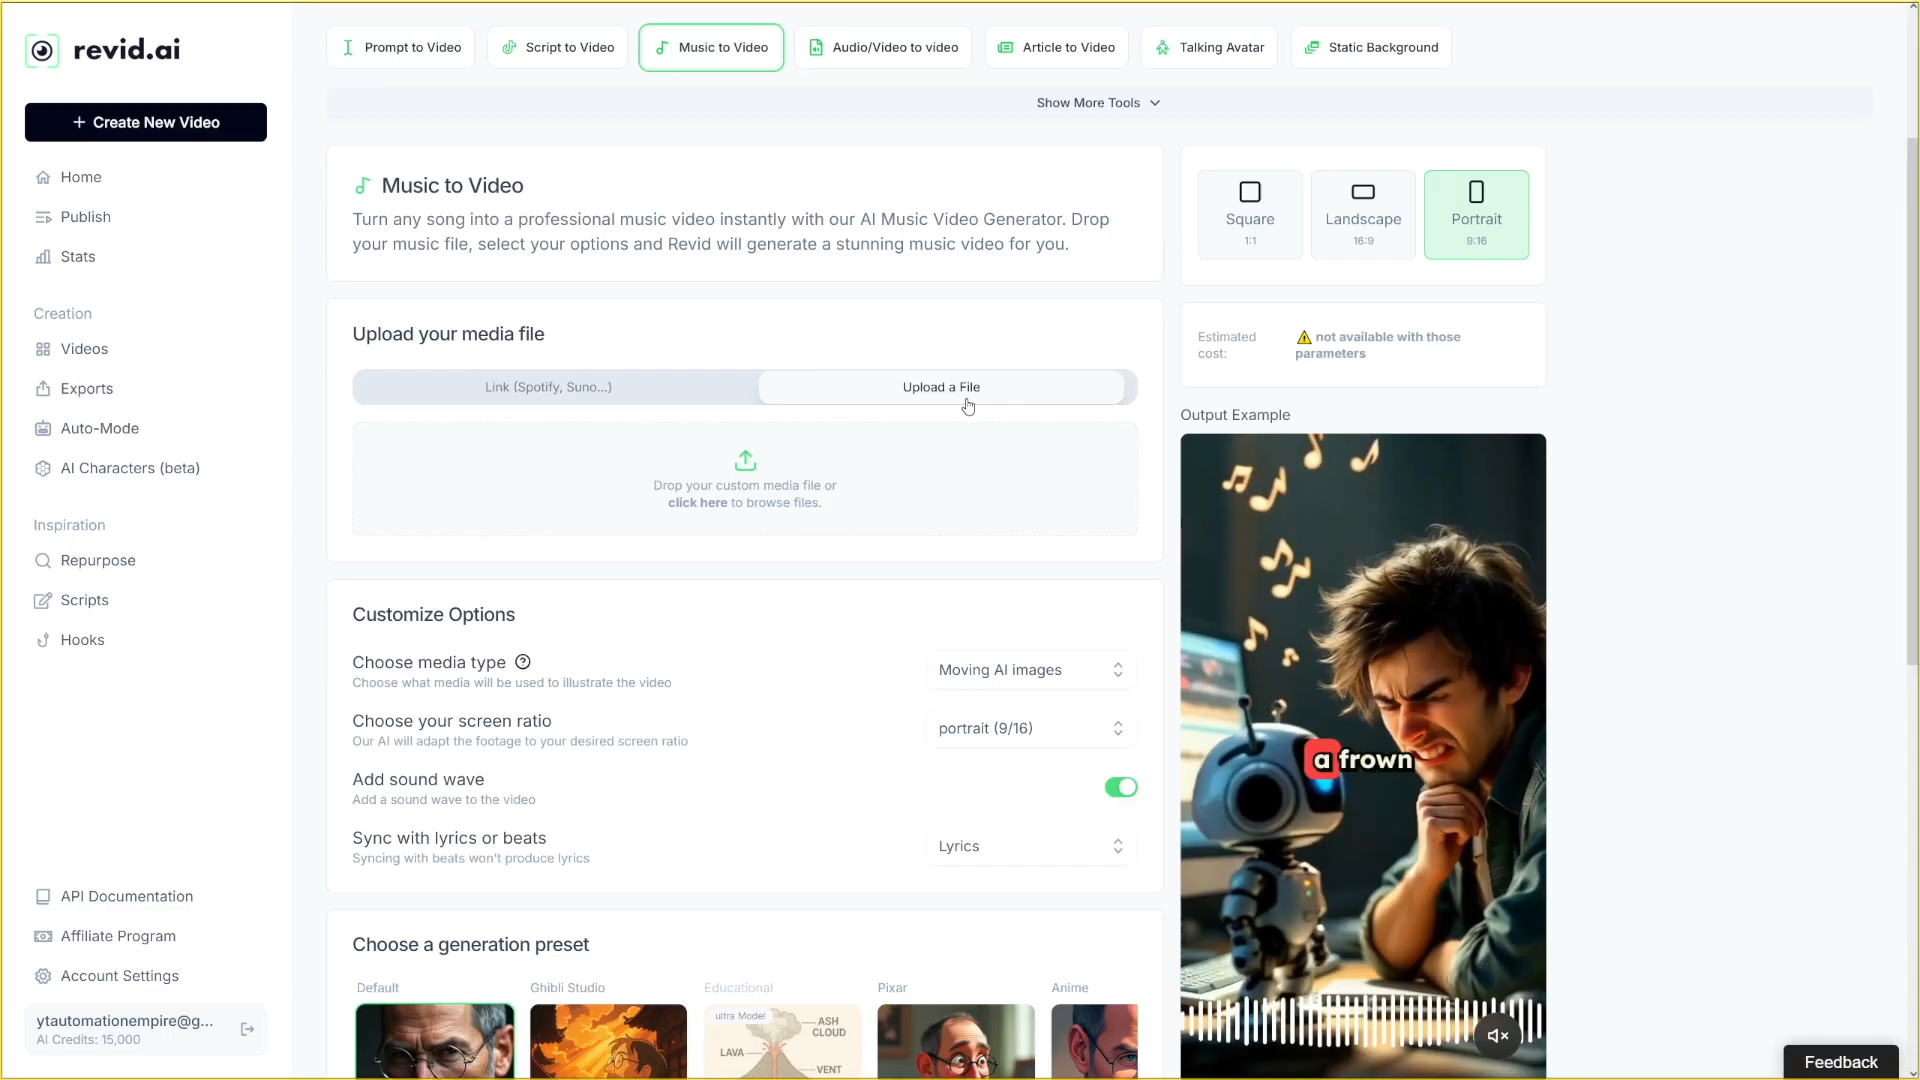 revid.ai
Prompt to Video
Script to Video
Music to Video
Audio/Video to video
Article to Video
Talking Avatar
Static Background
Show More Tools
+ Create New Video
Home
Publish
Stats
Creation
Videos
Exports
Auto-Mode
AI Characters (beta)
Inspiration
Repurpose
Scripts
Hooks
API Documentation
Affiliate Program
Account Settings
ytautomationempire@g...
AI Credits: 15,000
Music to Video
Turn any song into a professional music video instantly with our AI Music Video Generator. Drop
your music file, select your options and Revid will generate a stunning music video for you.
Upload your media file
Link (Spotify, Suno...)
Upload a File
Drop your custom media file or
click here to browse files.
Customize Options
Choose media type
Choose what media will be used to illustrate the video
Moving AI images
Choose your screen ratio
Our AI will adapt the footage to your desired screen ratio
portrait (9/16)
Add sound wave
Add a sound wave to the video
Sync with lyrics or beats
Syncing with beats won't produce lyrics
Lyrics
Choose a generation preset
Default
Ghibli Studio
Educational
Pixar
Anime
ultra Model
ASH
CLOUD
LAVA
VENT
Square
1:1
Landscape
16:9
Portrait
9:16
Estimated
cost:
not available with those
parameters
Output Example
a frown
Feedback